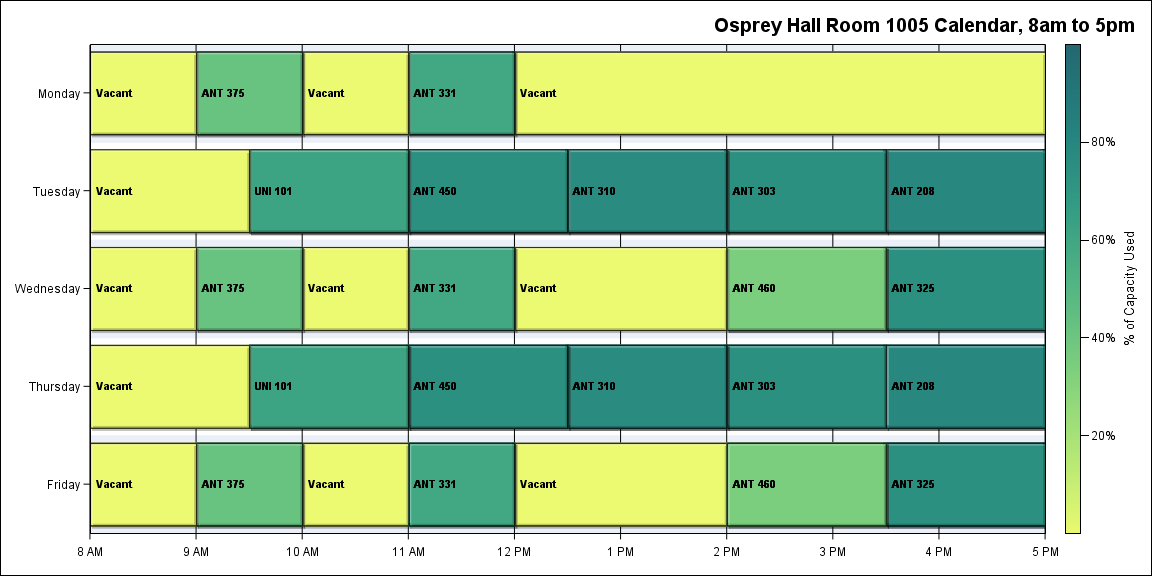 Osprey Hall Room 1005 Calendar, 8am to 5pm
Monday
Vacant
ANT 375
Vacant
ANT 331
Vacant
Tuesday
Vacant
UNI 101
ANT 450
ANT 310
ANT 303
ANT 208
Wednesday
Vacant
ANT 375
Vacant
ANT 331
Vacant
ANT 460
ANT 325
Thursday
Vacant
UNI 101
ANT 450
ANT 310
ANT 303
ANT 208
Friday
Vacant
ANT 375
Vacant
ANT 331
Vacant
ANT 460
ANT 325
8 AM
9 AM
10 AM
11 AM
12 PM
1 PM
2 PM
3 PM
4 PM
5 PM
80%
60%
40%
20%
% of Capacity Used